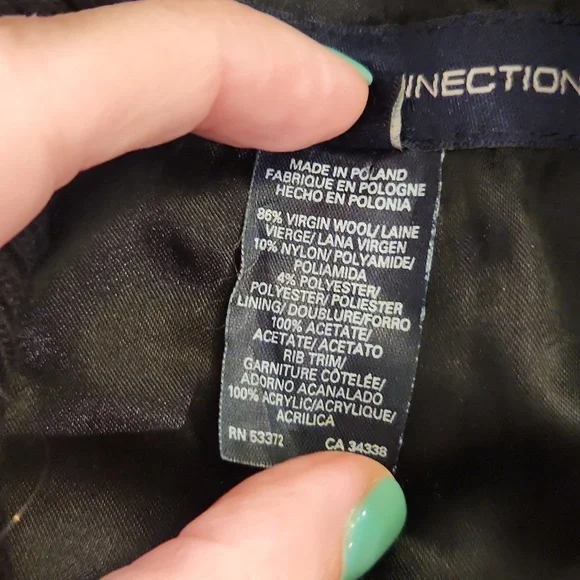 INECTION
MADE IN POLAND
FABRIQUE EN POLOGNE
HECHO EN POLONIA
86% VIRGIN WOOL/LAINE
VIERGE/LANA VIRGEN
10% NYLON/POLYAMIDE/
POLIAMIDA
4% POLYESTER/
POLYESTER/POLIESTER
LINING/DOUBLURE/FORRO
100% ACETATE/
ACETATE/ACETATO
RIB TRIM/
GARNITURE CÔTELÉE/
ADORNO ACANALADO
100% ACRYLIC/ACRYLIQUE/
ACRILICA
RN 53372 CA 34338